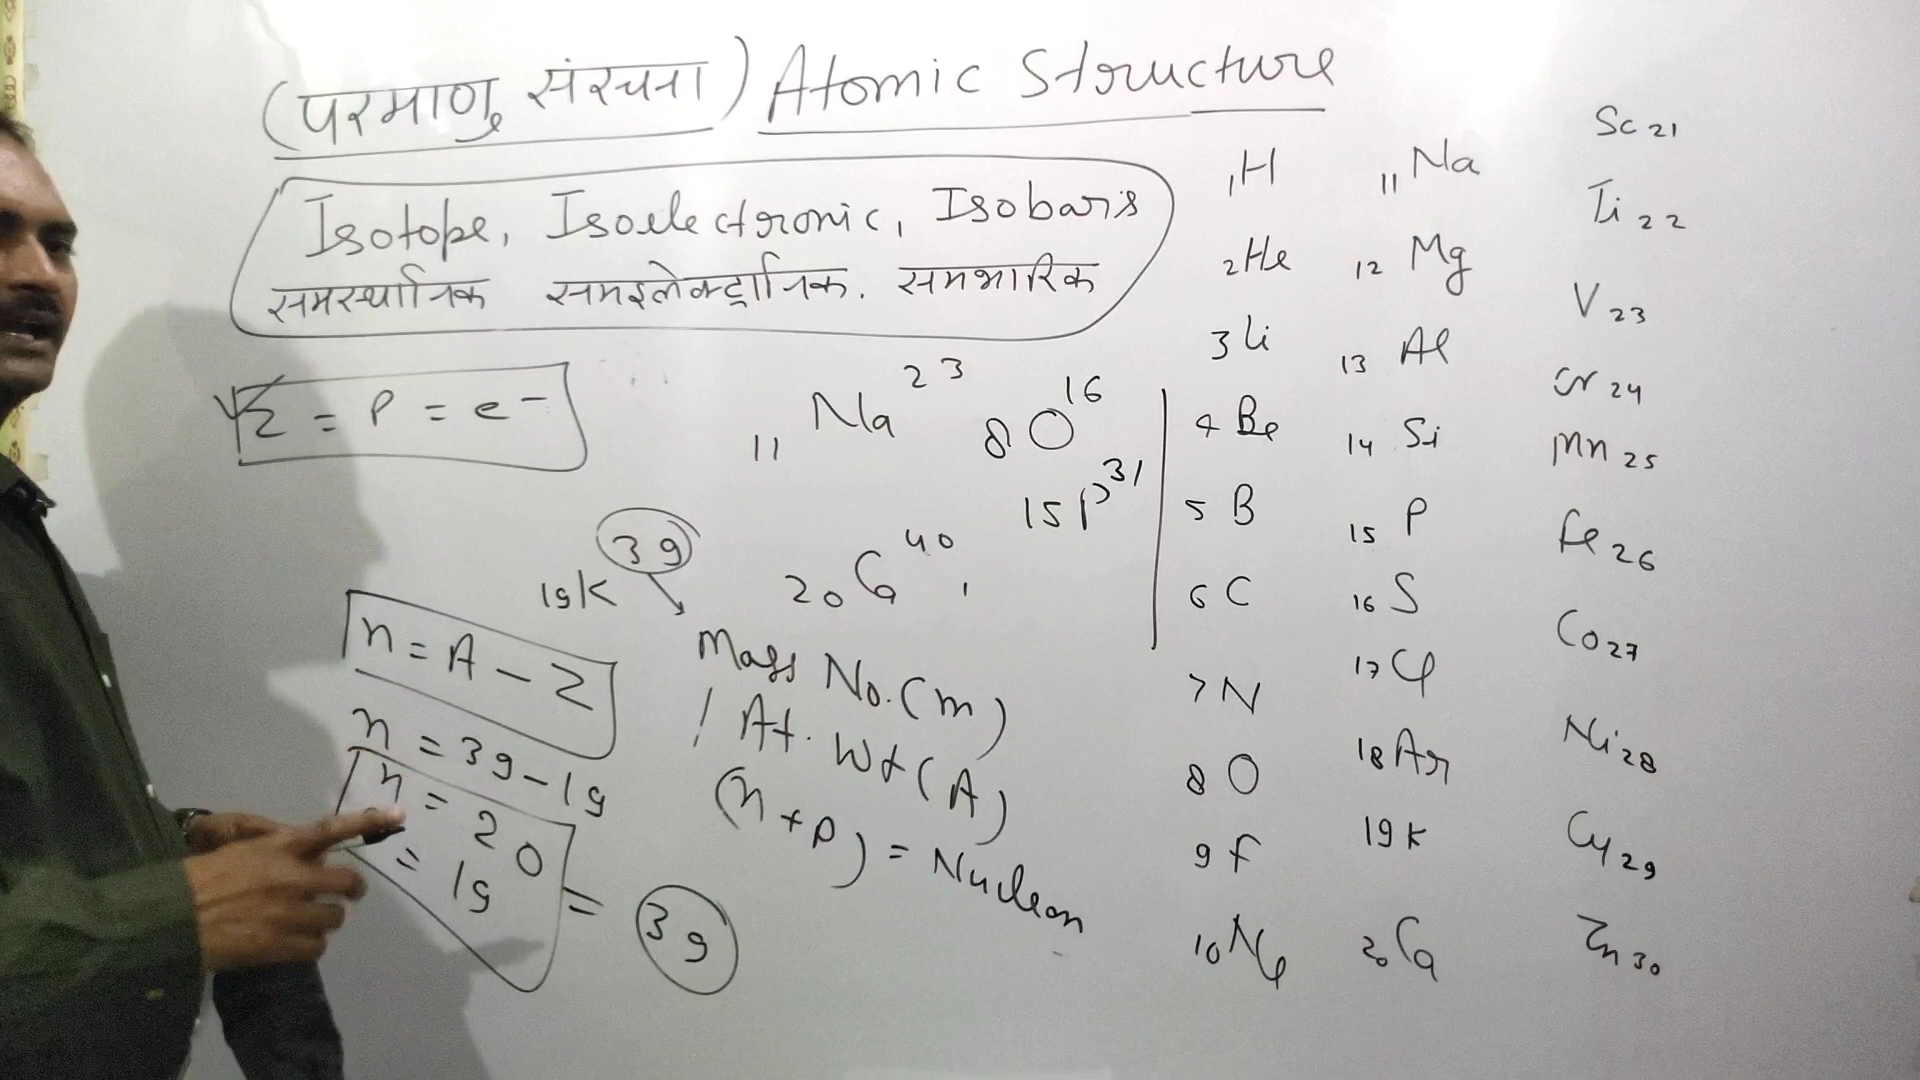 (परमाणु संरचना) Atomic Structure
Isotope, Isoelectronic, Isobaris
समस्थानिक समइलेक्ट्रानिक. समभारिक
Z = P = e⁻
₁₁Na²³ ₈O¹⁶
₁₅P³¹
₁₉K³⁹ ₂₀Ca⁴⁰,
n = A - Z
n = 39 - 19
n = 20
= 19 = 39
Mass No. (m)
/ At. Wt (A)
(n + p) = Nucleon
₁H
₂He
₃Li
₄Be
₅B
₆C
₇N
₈O
₉F
₁₀Ne
₁₁Na
₁₂Mg
₁₃Al
₁₄Si
₁₅P
₁₆S
₁₇Cl
₁₈Ar
₁₉K
₂₀Ca
Sc₂₁
Ti₂₂
V₂₃
Cr₂₄
Mn₂₅
Fe₂₆
Co₂₇
Ni₂₈
Cu₂₉
Zn₃₀